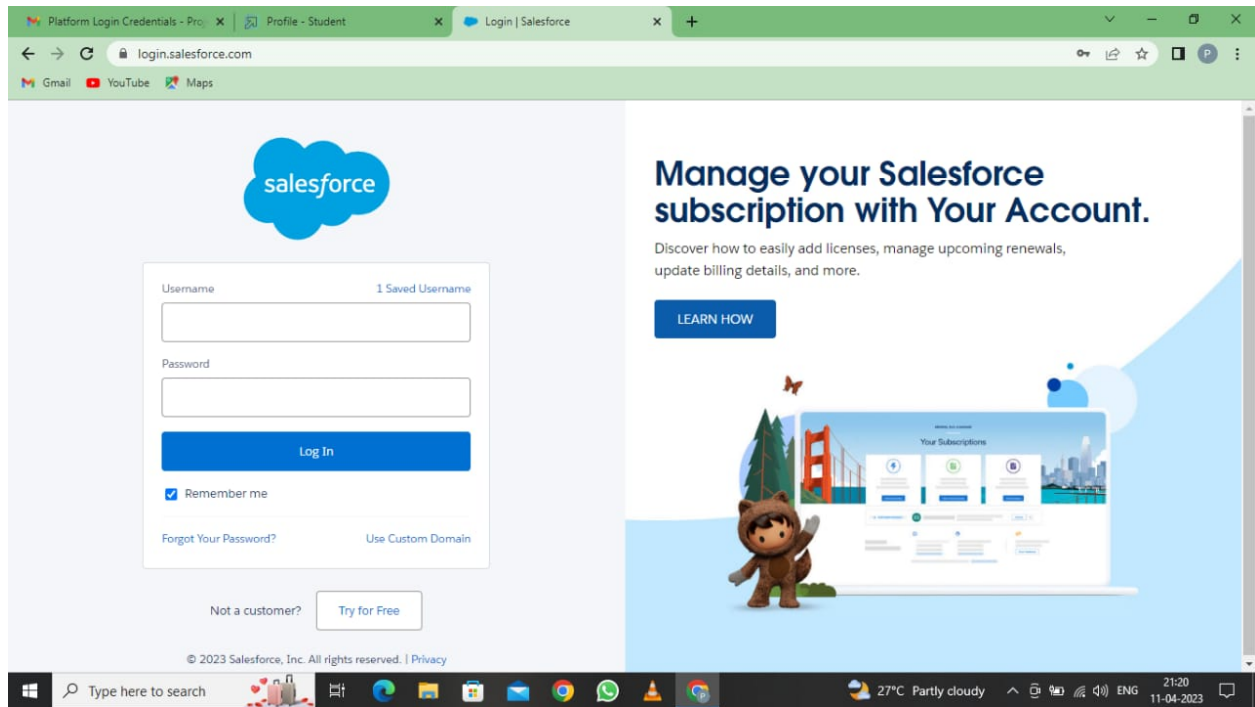 Platform Login Credentials - Proj
Profile - Student
Login | Salesforce
login.salesforce.com
P
Gmail
YouTube
Maps
salesforce
Username
1 Saved Username
Password
Log In
Remember me
Forgot Your Password?
Use Custom Domain
Not a customer?
Try for Free
© 2023 Salesforce, Inc. All rights reserved. | Privacy
Manage your Salesforce
subscription with Your Account.
Discover how to easily add licenses, manage upcoming renewals,
update billing details, and more.
LEARN HOW
Your Subscriptions
Type here to search
27°C Partly cloudy
ENG
21:20
11-04-2023